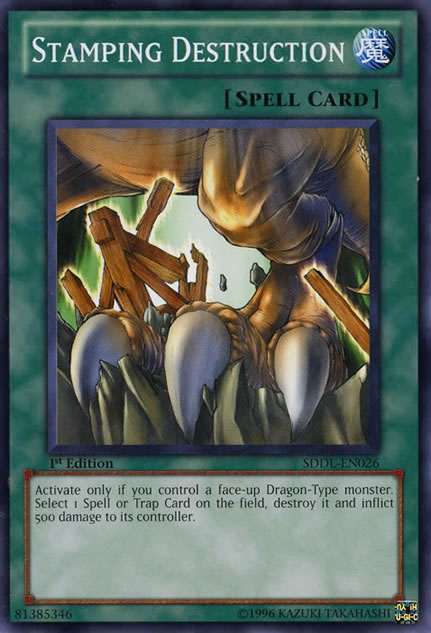 Stamping Destruction
SPELL
魔
[Spell Card]
1st Edition
SDDL-EN026
Activate only if you control a face-up Dragon-Type monster.
Select 1 Spell or Trap Card on the field, destroy it and inflict
500 damage to its controller.
81385346
©1996 KAZUKI TAKAHASHI